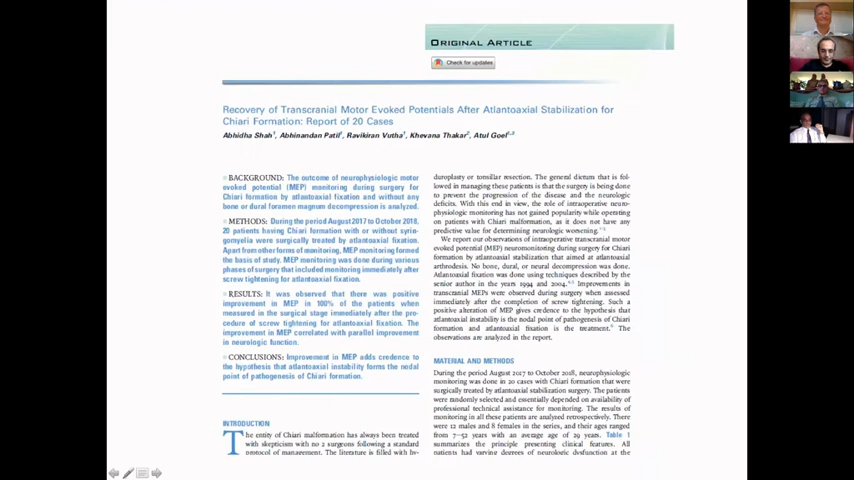 ORIGINAL ARTICLE
Check for updates
Recovery of Transcranial Motor Evoked Potentials After Atlantoaxial Stabilization for
Chiari Formation: Report of 20 Cases
Abhidha Shah1, Abhinandan Patil1, Ravikiran Vutha1, Khevana Thakar2, Atul Goel1,3
BACKGROUND: The outcome of neurophysiologic motor
evoked potential (MEP) monitoring during surgery for
Chiari formation by atlantoaxial fixation and without any
bone or dural foramen magnum decompression is analyzed.
METHODS: During the period August 2017 to October 2018,
20 patients having Chiari formation with or without syrin-
gomyelia were surgically treated by atlantoaxial fixation.
Apart from other forms of monitoring, MEP monitoring formed
the basis of study. MEP monitoring was done during various
phases of surgery that included monitoring immediately after
screw tightening for atlantoaxial fixation.
RESULTS: It was observed that there was positive
improvement in MEP in 100% of the patients when
measured in the surgical stage immediately after the pro-
cedure of screw tightening for atlantoaxial fixation. The
improvement in MEP correlated with parallel improvement
in neurologic function.
CONCLUSIONS: Improvement in MEP adds credence to
the hypothesis that atlantoaxial instability forms the nodal
point of pathogenesis of Chiari formation.
INTRODUCTION
The entity of Chiari malformation has always been treated
with skepticism with no 2 surgeons following a standard
protocol of management. The literature is filled with hy-
duroplasty or tonsillar resection. The general dictum that is fol-
lowed in managing these patients is that the surgery is being done
to prevent the progression of the disease and the neurologic
deficits. With this end in view, the role of intraoperative neuro-
physiologic monitoring has not gained popularity while operating
on patients with Chiari malformation, as it does not have any
predictive value for determining neurologic worsening.
We report our observations of intraoperative transcranial motor
evoked potential (MEP) neuromonitoring during surgery for Chiari
formation by atlantoaxial stabilization that aimed at atlantoaxial
arthrodesis. No bone, dural, or neural decompression was done.
Atlantoaxial fixation was done using techniques described by the
senior author in the years 1994 and 2004. Improvements in
transcranial MEPs were observed during surgery when assessed
immediately after the completion of screw tightening. Such a
positive alteration of MEP gives credence to the hypothesis that
atlantoaxial instability is the nodal point of pathogenesis of Chiari
formation and atlantoaxial fixation is the treatment. The
observations are analyzed in the report.
MATERIAL AND METHODS
During the period August 2017 to October 2018, neurophysiologic
monitoring was done in 20 cases with Chiari formation that were
surgically treated by atlantoaxial stabilization surgery. The patients
were randomly selected and essentially depended on availability of
professional technical assistance for monitoring. The results of
monitoring in all these patients are analyzed retrospectively. There
were 12 males and 8 females in the series, and their ages ranged
from 7–52 years with an average age of 29 years. Table 1
summarizes the principle presenting clinical features. All
patients had varying degrees of neurologic dysfunction at the